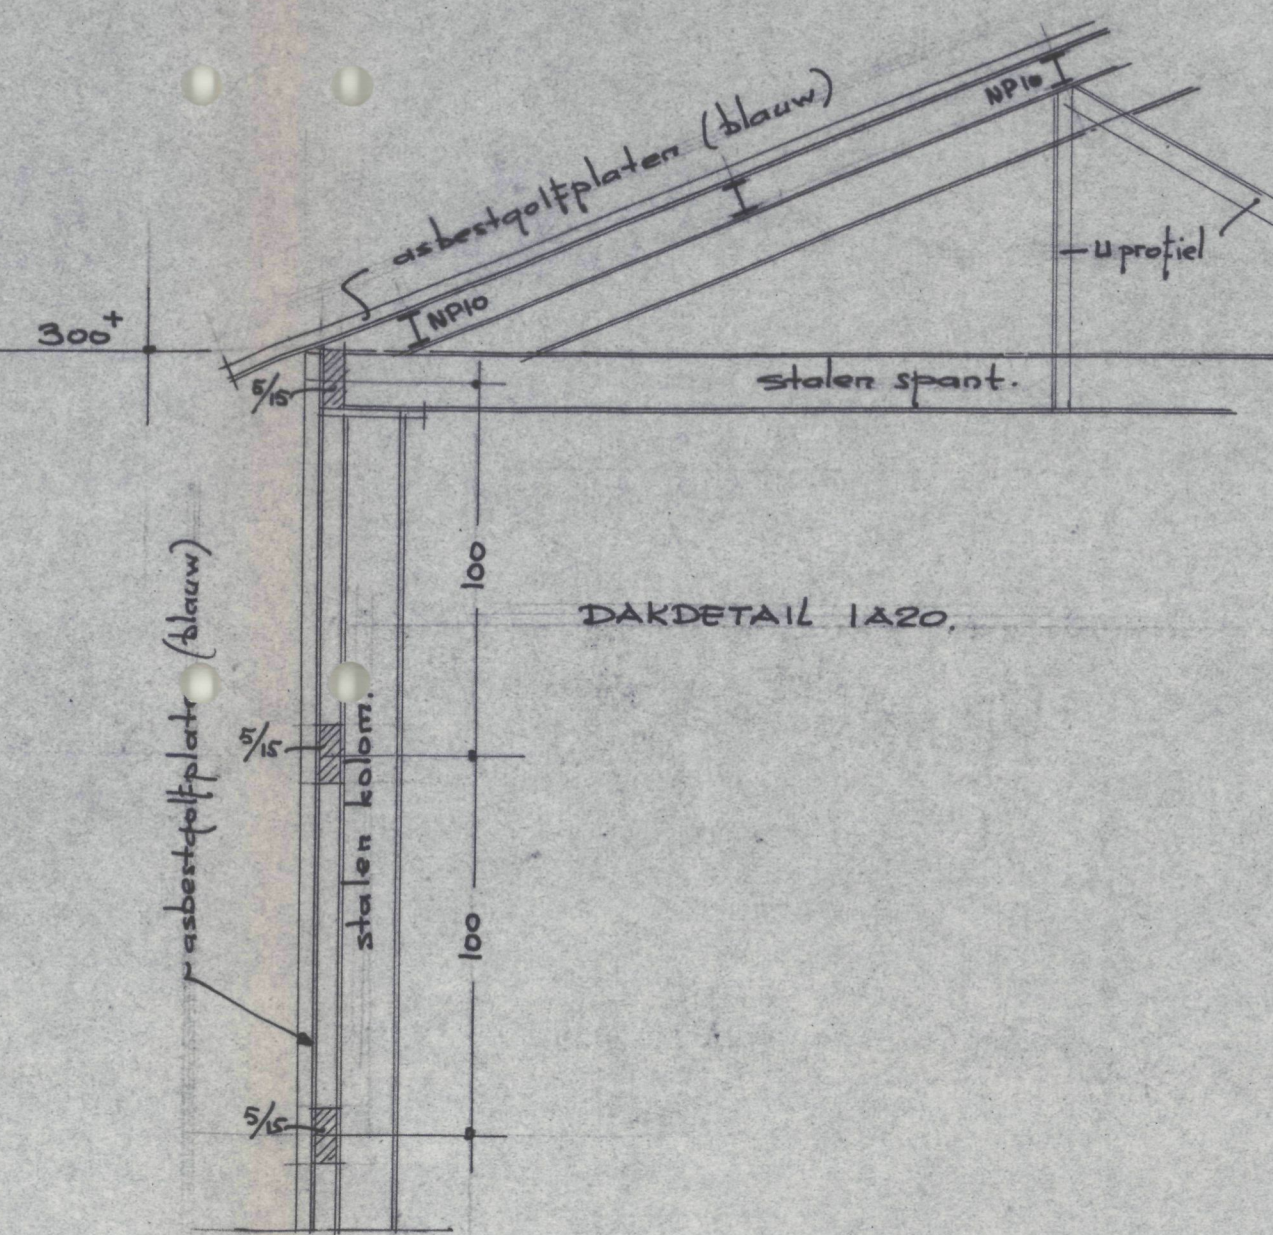 asbestgolfplaten (blauw)
NP10
300+
NP10
u profiel
5/15
stalen spant.
100
DAKDETAIL 1A20.
asbestgolfplat (blauw)
stalen kolom.
5/15
100
5/15